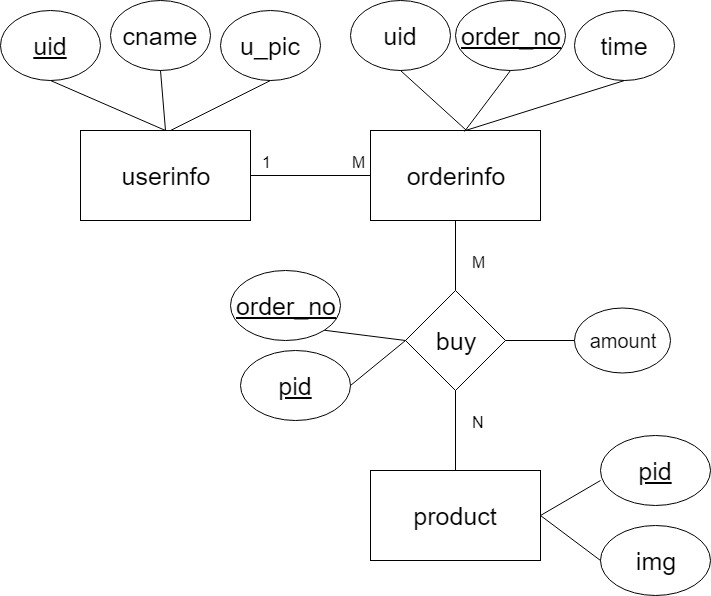 uid
cname
u_pic
uid
order_no
time
userinfo
1
M
orderinfo
M
order_no
pid
buy
amount
N
product
pid
img